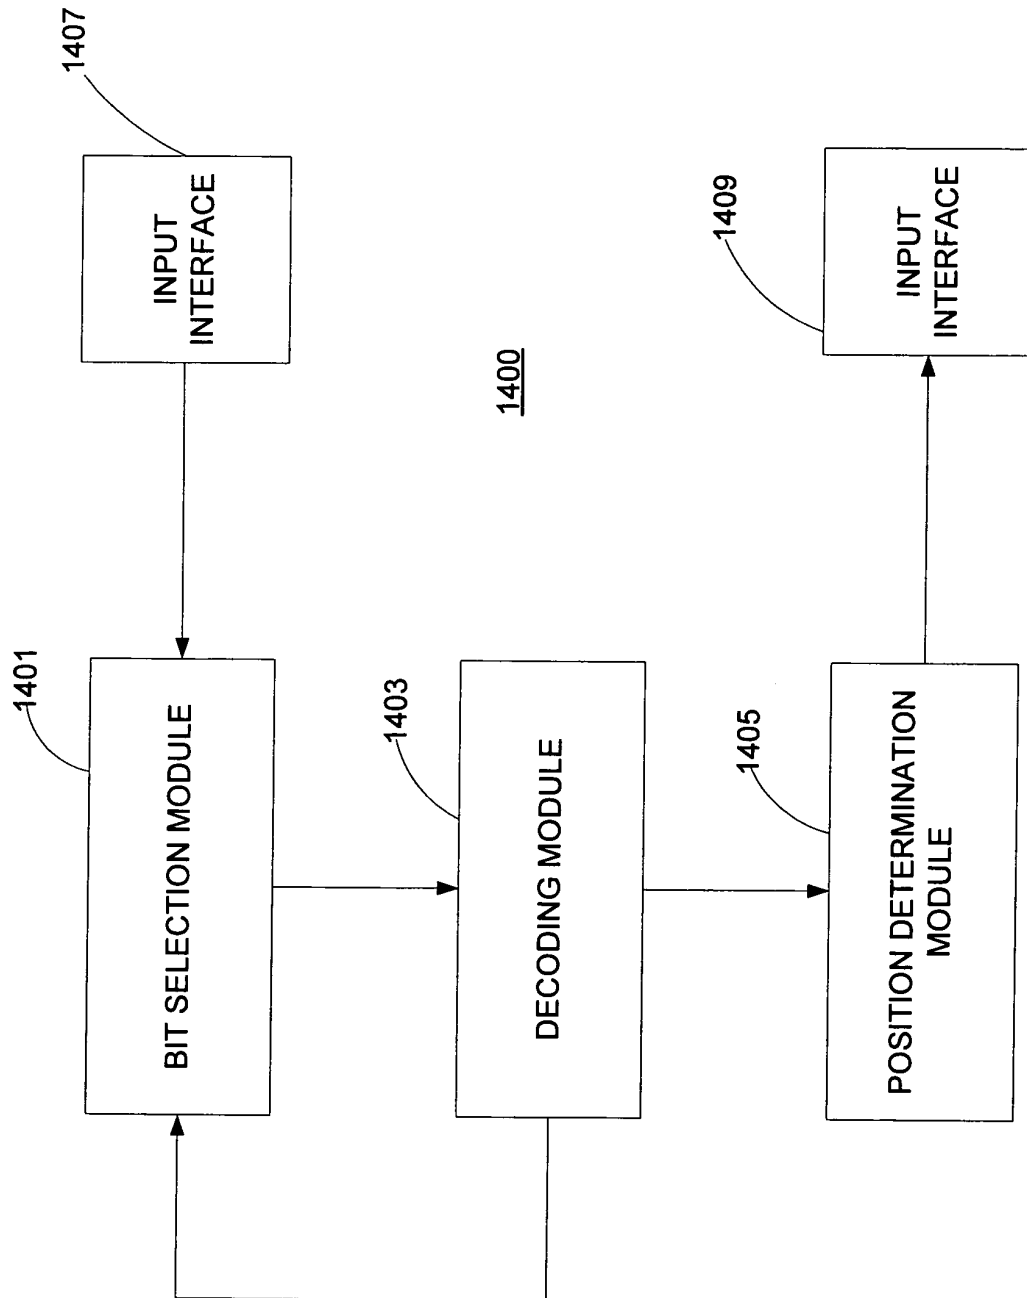 1407
INPUT
INTERFACE
1401
BIT SELECTION MODULE
1400
1403
DECODING MODULE
1409
INPUT
INTERFACE
1405
POSITION DETERMINATION
MODULE